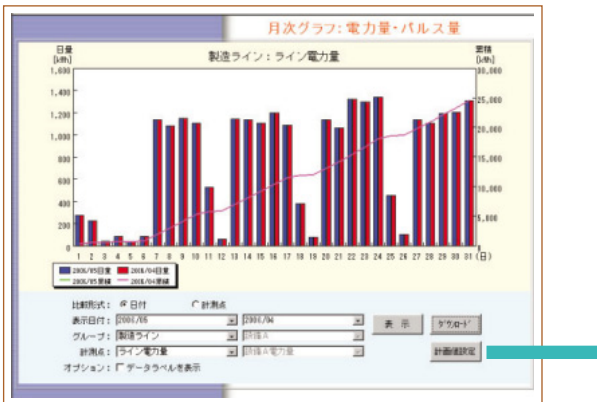 月次グラフ:電力量・パルス量
日量
[kWh]
製造ライン：ライン電力量
累積
[kWh]
1,600
1,400
1,200
1,000
800
600
400
200
0
30,000
25,000
20,000
15,000
10,000
5,000
0
1 2 3 4 5 6 7 8 9 10 11 12 13 14 15 16 17 18 19 20 21 22 23 24 25 26 27 28 29 30 31 (日)
2006/05日量 2006/04日量
2006/05累積 2006/04累積
比較形式： 日付 計測点
表示日付： 2006/05 2006/04 表 示 ダウンロード
グループ： 製造ライン
計測点： ライン電力量 計画値設定
オプション： データラベルを表示